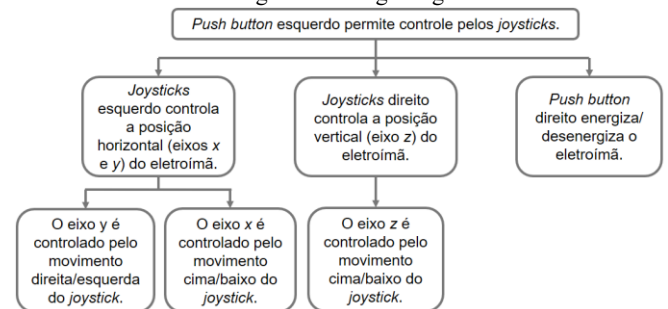 Push button esquerdo permite controle pelos joysticks.
Joysticks
esquerdo controla
a posição
horizontal (eixos x
e y) do eletroímã.
Joysticks direito
controla a posição
vertical (eixo z) do
eletroímã.
Push button
direito energiza/
desenergiza o
eletroímã.
O eixo y é
controlado pelo
movimento
direita/esquerda
do joystick.
O eixo x é
controlado pelo
movimento
cima/baixo do
joystick.
O eixo z é
controlado pelo
movimento
cima/baixo do
joystick.